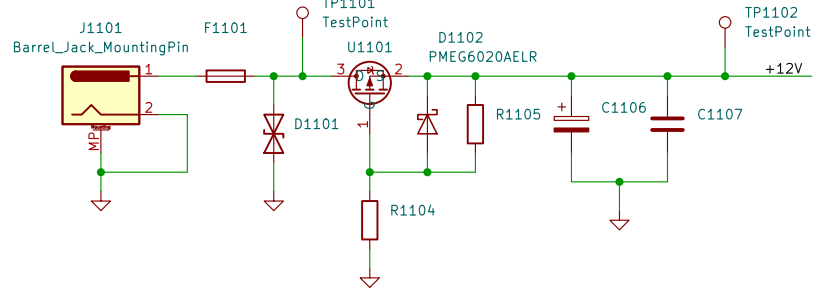 TP1101
TestPoint
TP1102
TestPoint
J1101
Barrel_Jack_MountingPin
F1101
U1101
D1102
PMEG6020AELR
1
2
MP
Mounting
3
2
1
D G S
D1101
R1105
C1106
C1107
+12V
+
R1104